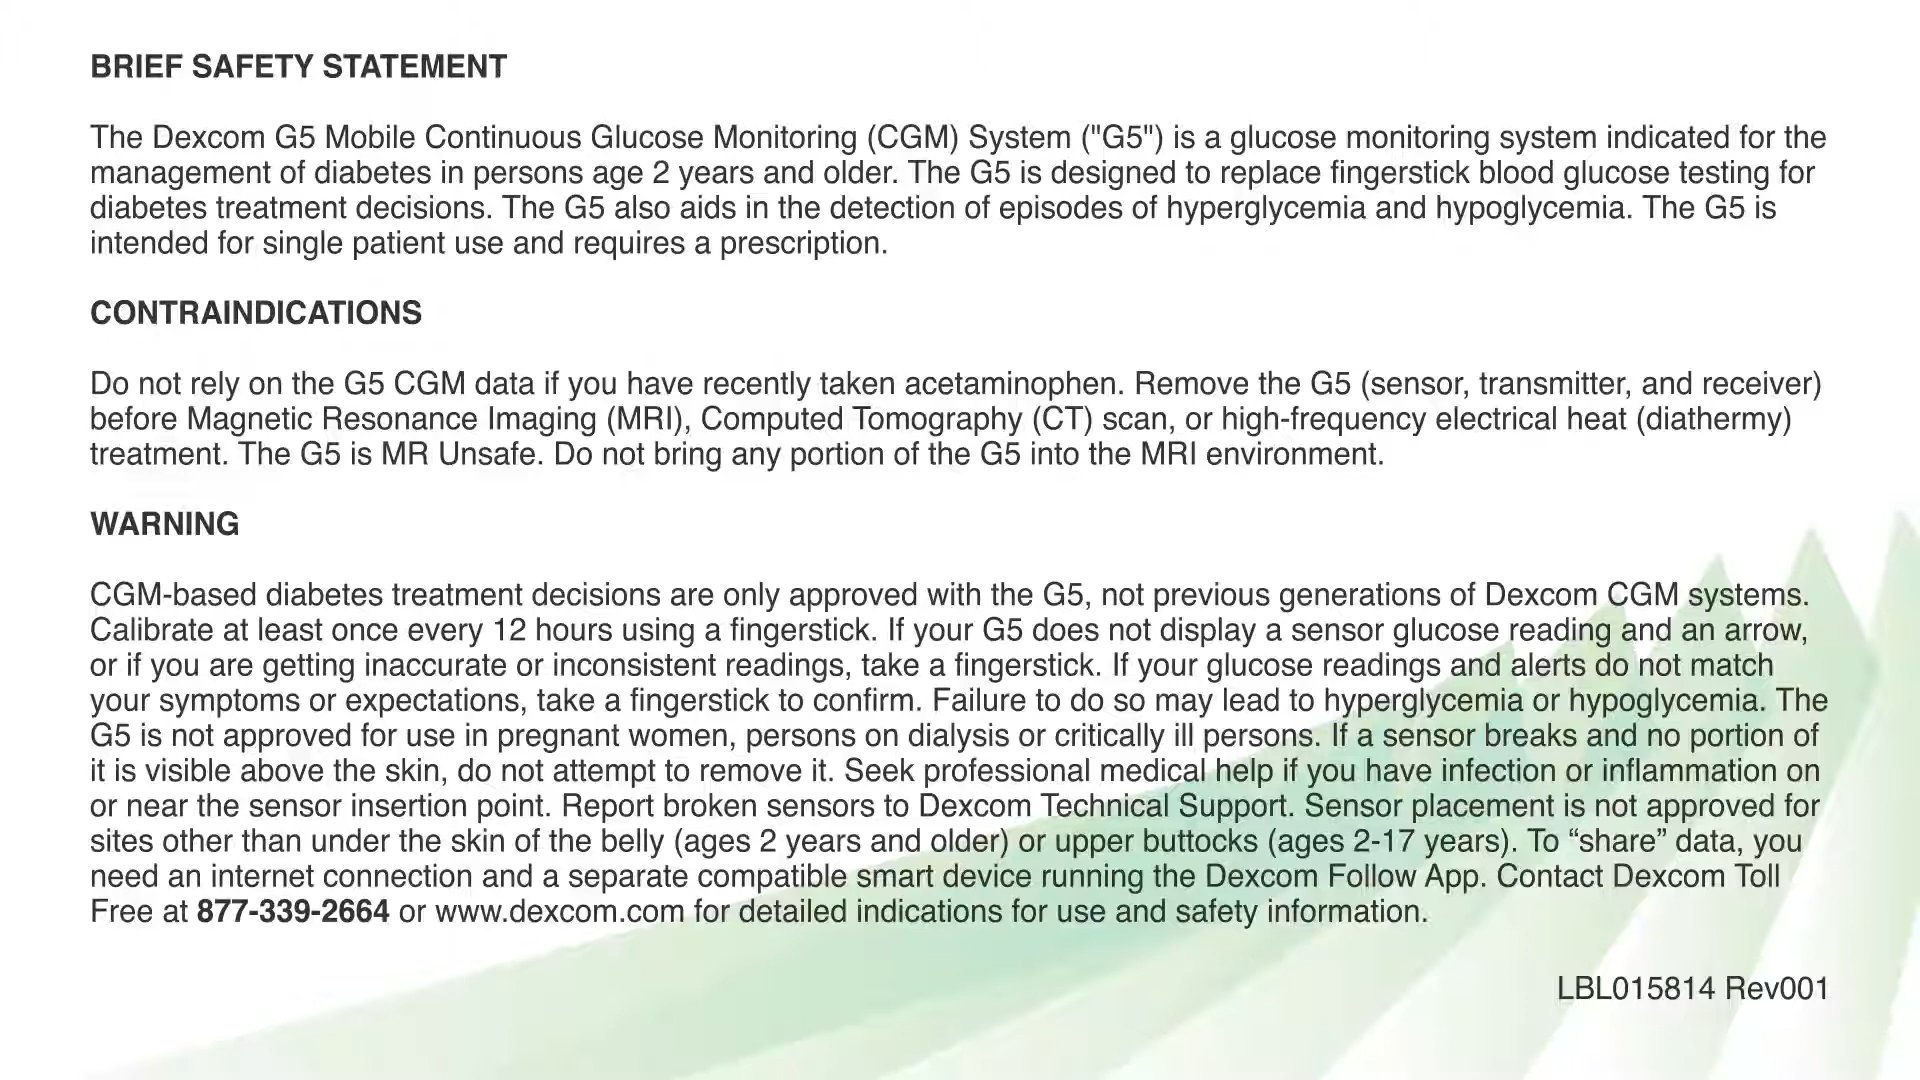 BRIEF SAFETY STATEMENT
The Dexcom G5 Mobile Continuous Glucose Monitoring (CGM) System ("G5") is a glucose monitoring system indicated for the
management of diabetes in persons age 2 years and older. The G5 is designed to replace fingerstick blood glucose testing for
diabetes treatment decisions. The G5 also aids in the detection of episodes of hyperglycemia and hypoglycemia. The G5 is
intended for single patient use and requires a prescription.
CONTRAINDICATIONS
Do not rely on the G5 CGM data if you have recently taken acetaminophen. Remove the G5 (sensor, transmitter, and receiver)
before Magnetic Resonance Imaging (MRI), Computed Tomography (CT) scan, or high-frequency electrical heat (diathermy)
treatment. The G5 is MR Unsafe. Do not bring any portion of the G5 into the MRI environment.
WARNING
CGM-based diabetes treatment decisions are only approved with the G5, not previous generations of Dexcom CGM systems.
Calibrate at least once every 12 hours using a fingerstick. If your G5 does not display a sensor glucose reading and an arrow,
or if you are getting inaccurate or inconsistent readings, take a fingerstick. If your glucose readings and alerts do not match
your symptoms or expectations, take a fingerstick to confirm. Failure to do so may lead to hyperglycemia or hypoglycemia. The
G5 is not approved for use in pregnant women, persons on dialysis or critically ill persons. If a sensor breaks and no portion of
it is visible above the skin, do not attempt to remove it. Seek professional medical help if you have infection or inflammation on
or near the sensor insertion point. Report broken sensors to Dexcom Technical Support. Sensor placement is not approved for
sites other than under the skin of the belly (ages 2 years and older) or upper buttocks (ages 2-17 years). To “share” data, you
need an internet connection and a separate compatible smart device running the Dexcom Follow App. Contact Dexcom Toll
Free at 877-339-2664 or www.dexcom.com for detailed indications for use and safety information.
LBL015814 Rev001